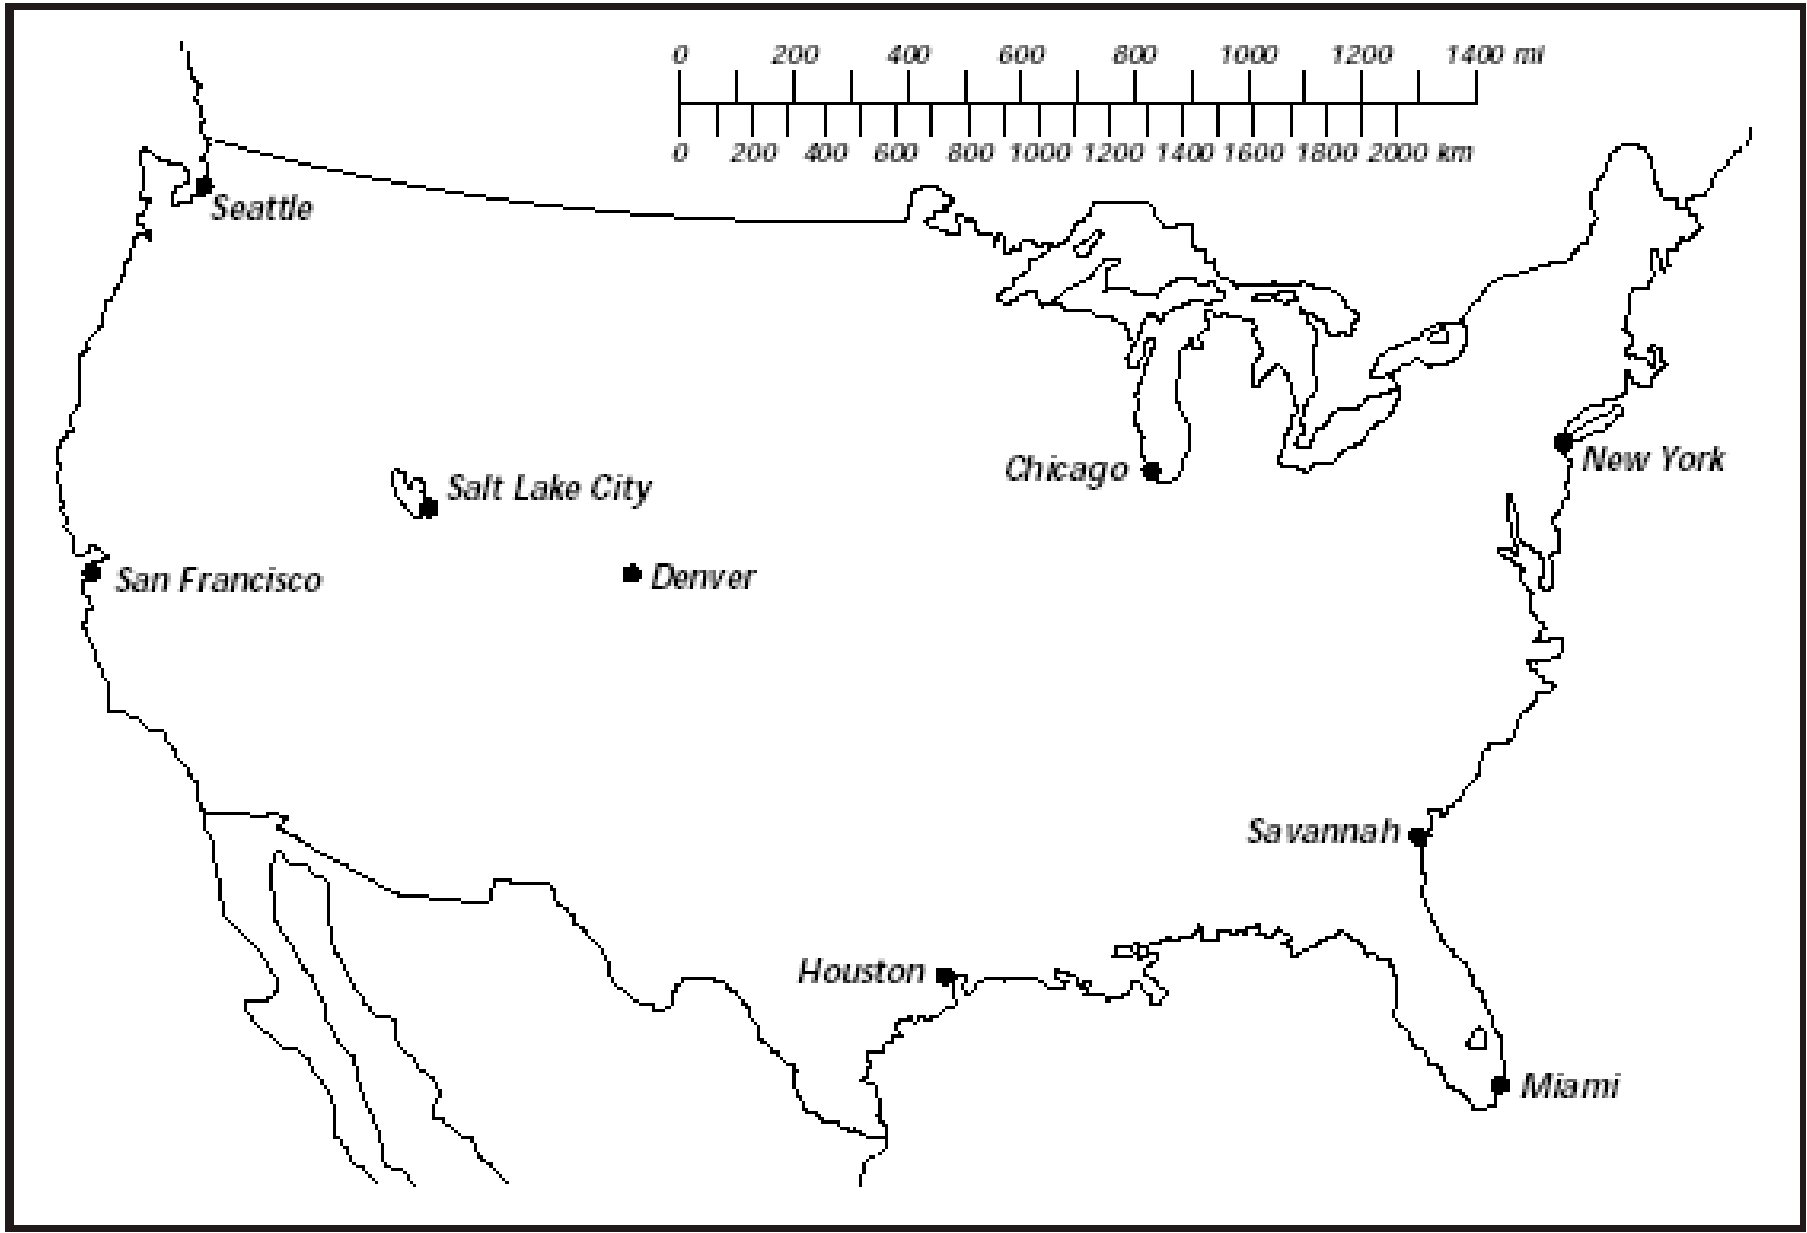 0 200 400 600 800 1000 1200 1400 mi
0 200 400 600 800 1000 1200 1400 1600 1800 2000 km
Seattle
Chicago
New York
Salt Lake City
San Francisco
Denver
Savannah
Houston
Miami